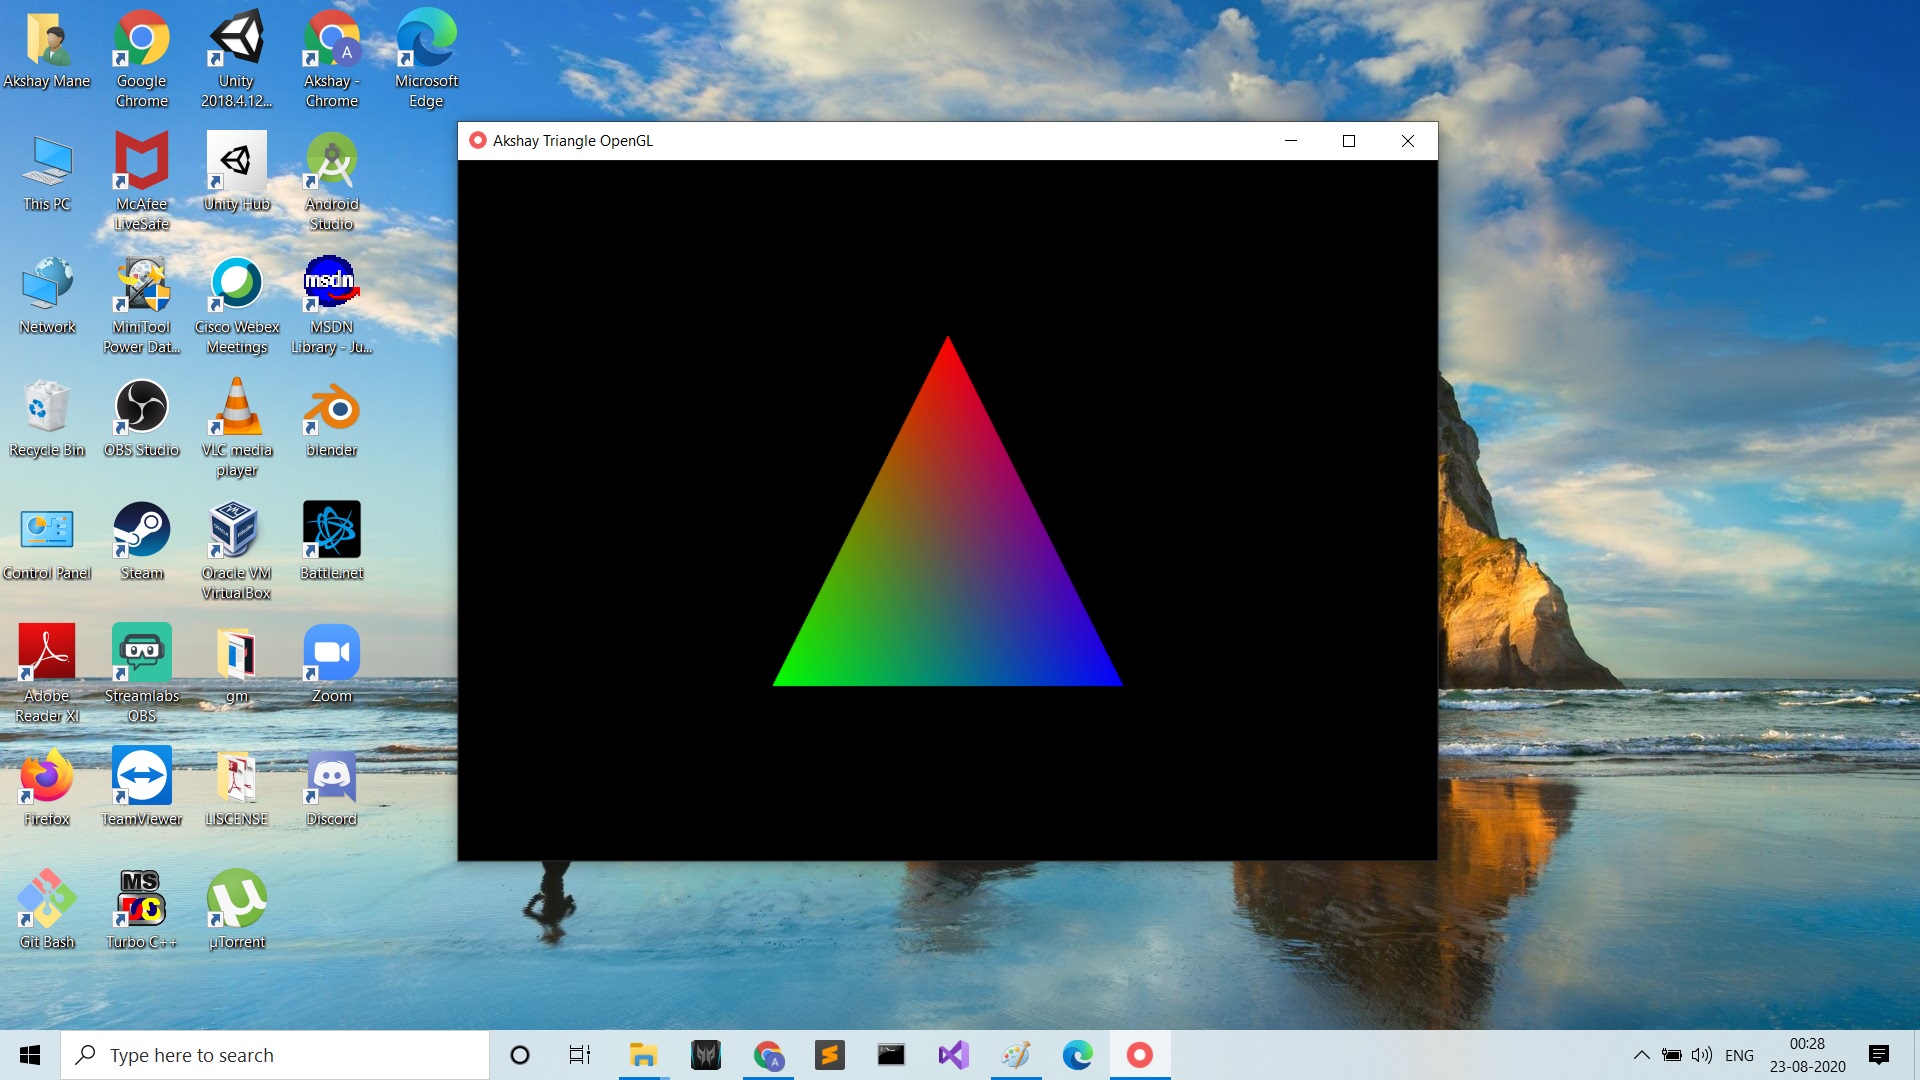 Akshay Mane
Google
Chrome
Unity
2018.4.12...
A
Akshay -
Chrome
Microsoft
Edge
Akshay Triangle OpenGL
This PC
McAfee
LiveSafe
Unity Hub
Android
Studio
Network
MiniTool
Power Dat...
Cisco Webex
Meetings
msdn
MSDN
Library - Ju...
Recycle Bin
OBS Studio
VLC media
player
blender
Control Panel
Steam
Oracle VM
VirtualBox
Battle.net
Adobe
Reader XI
Streamlabs
OBS
gm
Zoom
Firefox
TeamViewer
LISCENSE
Discord
Git Bash
MS
Turbo C++
µ
µTorrent
Type here to search
A
ENG
00:28
23-08-2020